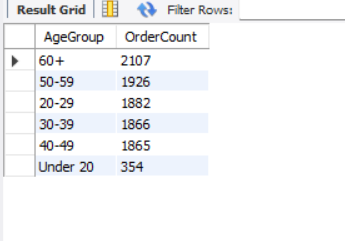 Result Grid Filter Rows:
AgeGroup OrderCount
60+ 2107
50-59 1926
20-29 1882
30-39 1866
40-49 1865
Under 20 354